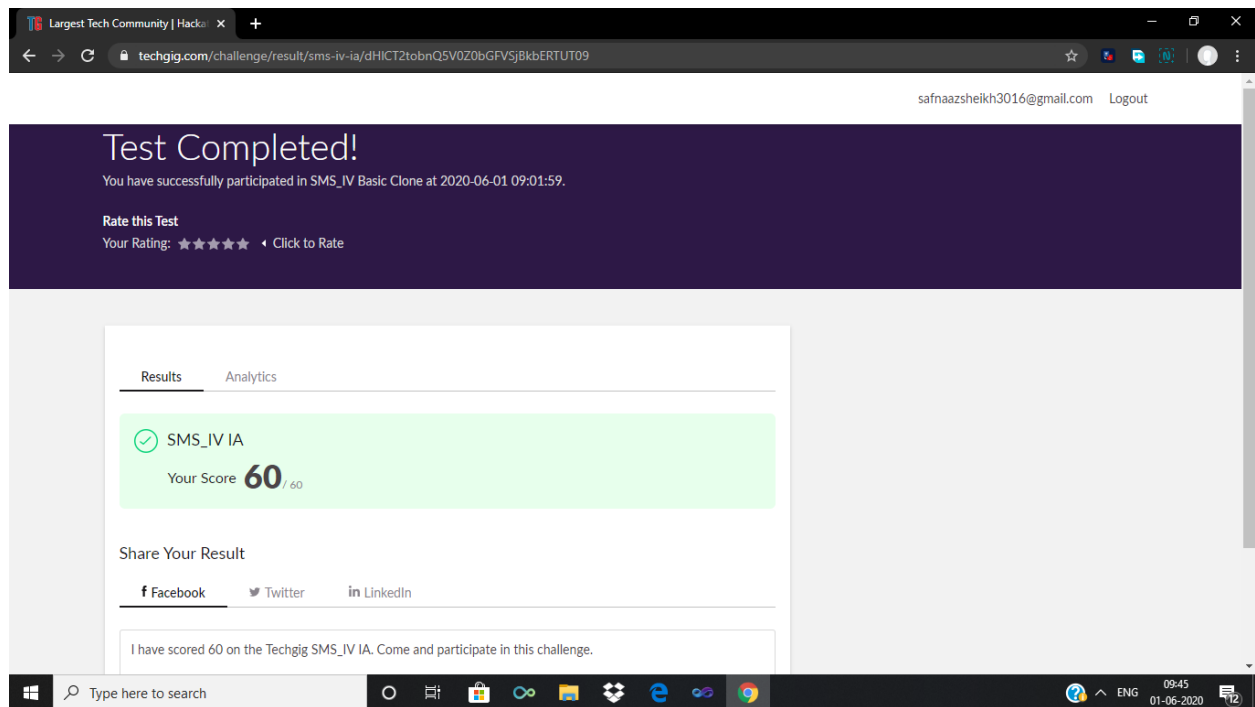 Largest Tech Community | Hacka
techgig.com/challenge/result/sms-iv-ia/dHlCT2tobnQ5V0Z0bGFVSjBkbERTUT09
safnaazsheikh3016@gmail.com Logout
Test Completed!
You have successfully participated in SMS_IV Basic Clone at 2020-06-01 09:01:59.
Rate this Test
Your Rating: Click to Rate
Results Analytics
SMS_IV IA
Your Score 60 / 60
Share Your Result
f Facebook Twitter in LinkedIn
I have scored 60 on the Techgig SMS_IV IA. Come and participate in this challenge.
Type here to search
ENG
09:45
01-06-2020
12